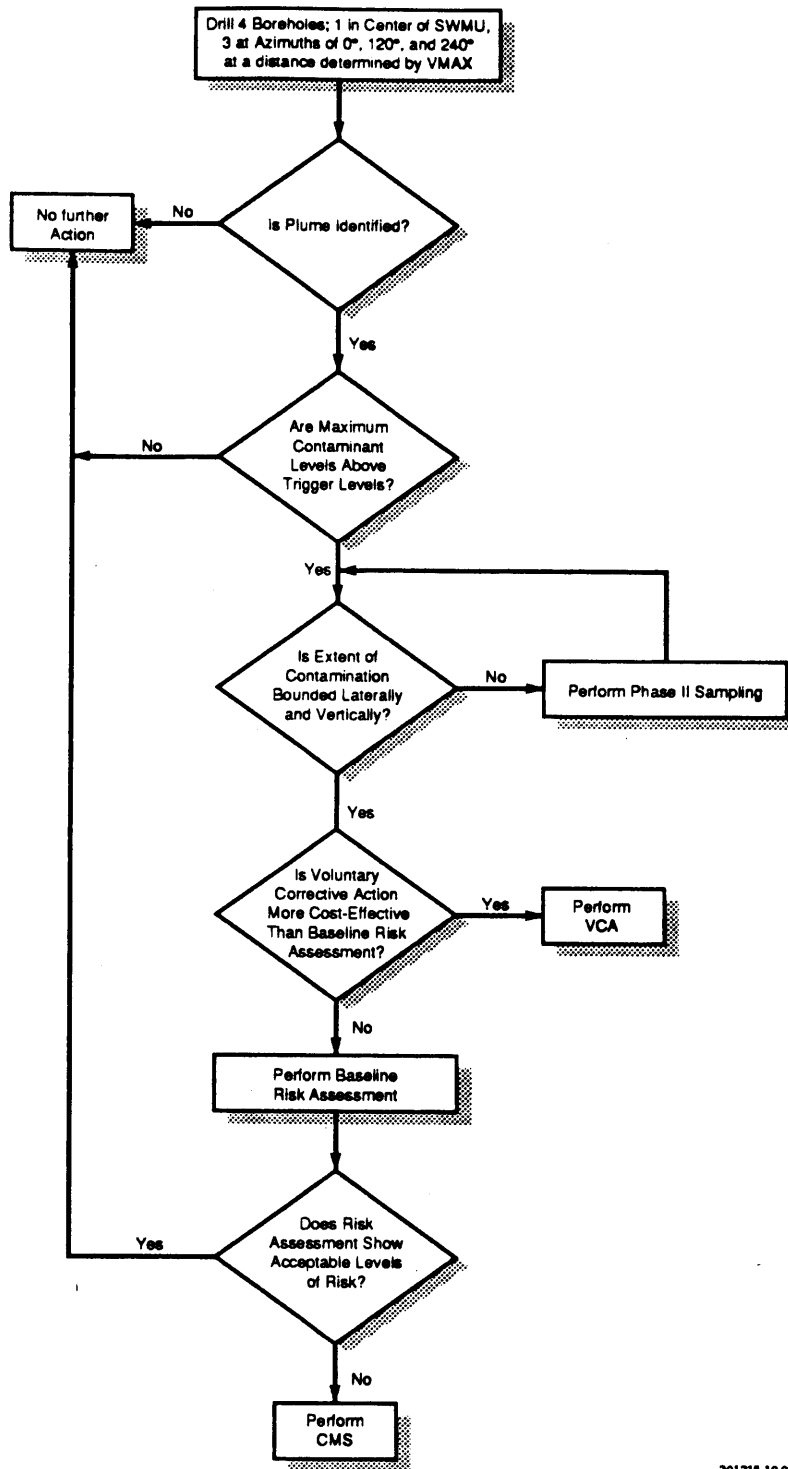 Drill 4 Boreholes; 1 in Center of SWMU,
3 at Azimuths of 0°, 120°, and 240°
at a distance determined by VMAX
No further
Action
No
Is Plume Identified?
Yes
Are Maximum
Contaminant
Levels Above
Trigger Levels?
No
Yes
Is Extent of
Contamination
Bounded Laterally
and Vertically?
No
Perform Phase II Sampling
Yes
Is Voluntary
Corrective Action
More Cost-Effective
Than Baseline Risk
Assessment?
Yes
Perform
VCA
No
Perform Baseline
Risk Assessment
Does Risk
Assessment Show
Acceptable Levels
of Risk?
Yes
No
Perform
CMS